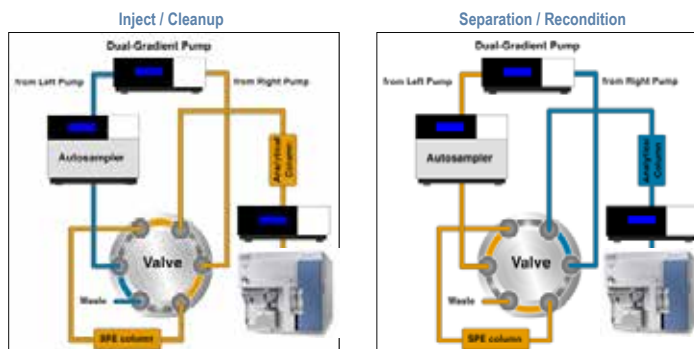 Inject / Cleanup
Dual-Gradient Pump
from Left Pump
from Right Pump
Autosampler
Analytical
Column
Valve
Waste
SPE column
Separation / Recondition
Dual-Gradient Pump
from Left Pump
from Right Pump
Autosampler
Analytical
Column
Valve
Waste
SPE column